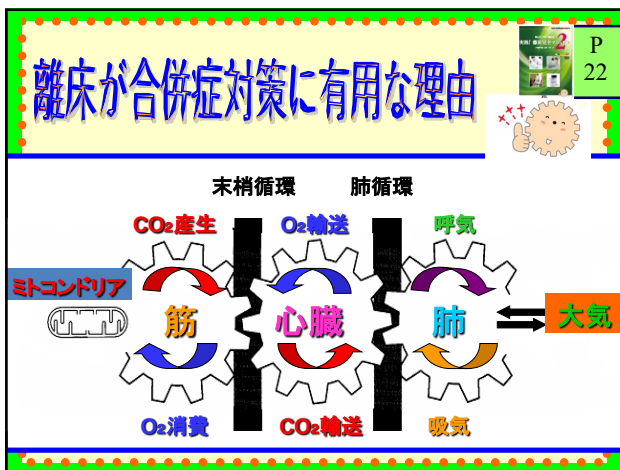 離床が合併症対策に有用な理由
P
22
末梢循環 肺循環
CO₂産生 O₂輸送 呼気
ミトコンドリア
筋 心臓 肺 大気
O₂消費 CO₂輸送 吸気